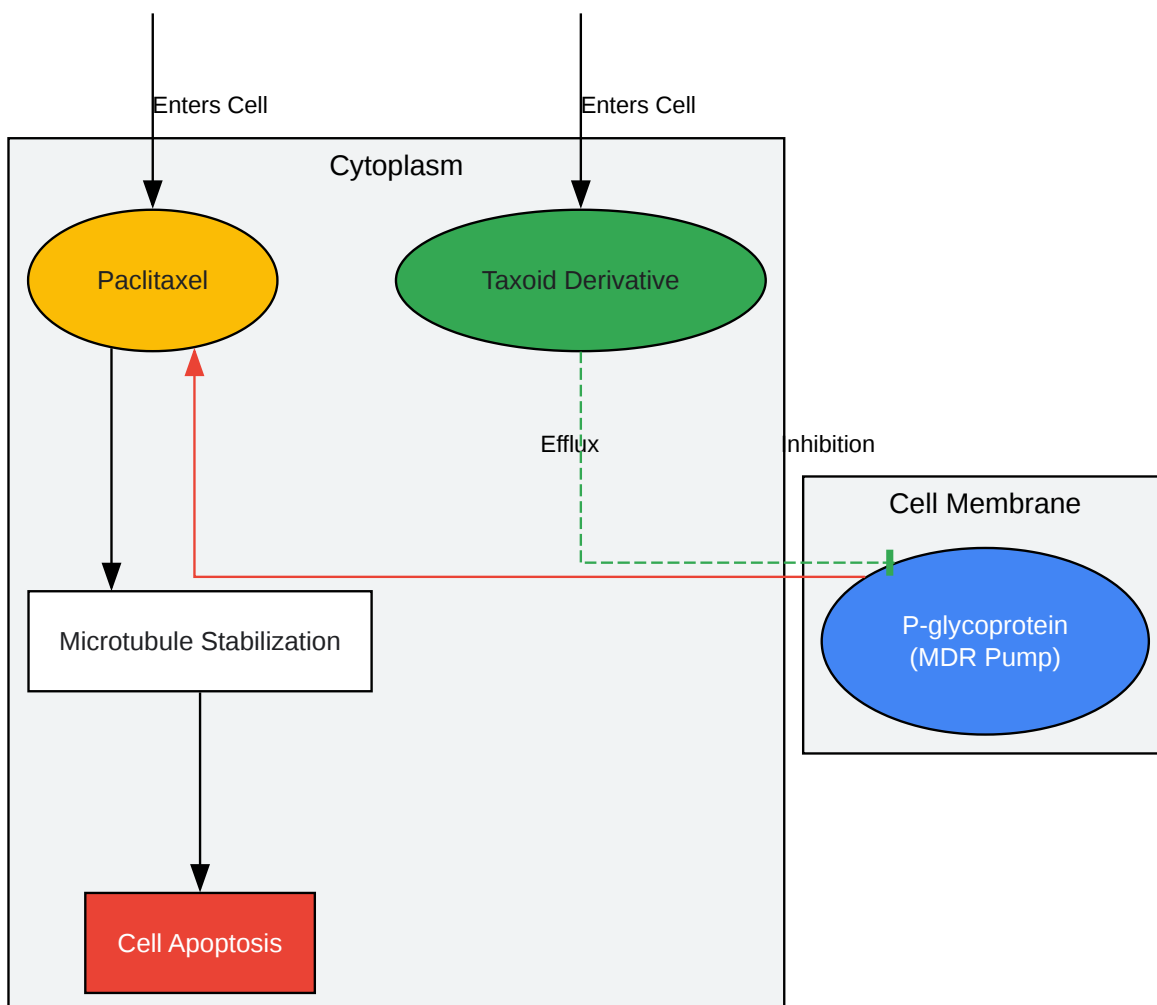 Enters Cell
Enters Cell
Cytoplasm
Paclitaxel
Taxoid Derivative
Efflux
Inhibition
Cell Membrane
P-glycoprotein
(MDR Pump)
Microtubule Stabilization
Cell Apoptosis